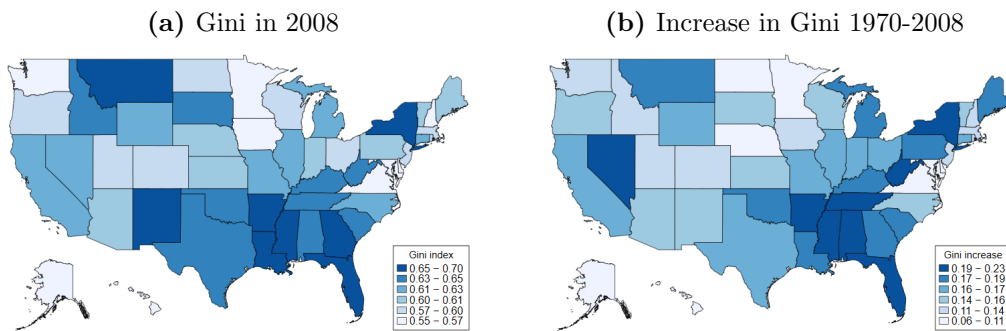 (a) Gini in 2008
(b) Increase in Gini 1970-2008
Gini index
0.65 – 0.70
0.63 – 0.65
0.61 – 0.63
0.60 – 0.61
0.57 – 0.60
0.55 – 0.57
Gini increase
0.19 – 0.23
0.17 – 0.19
0.16 – 0.17
0.14 – 0.16
0.11 – 0.14
0.06 – 0.11